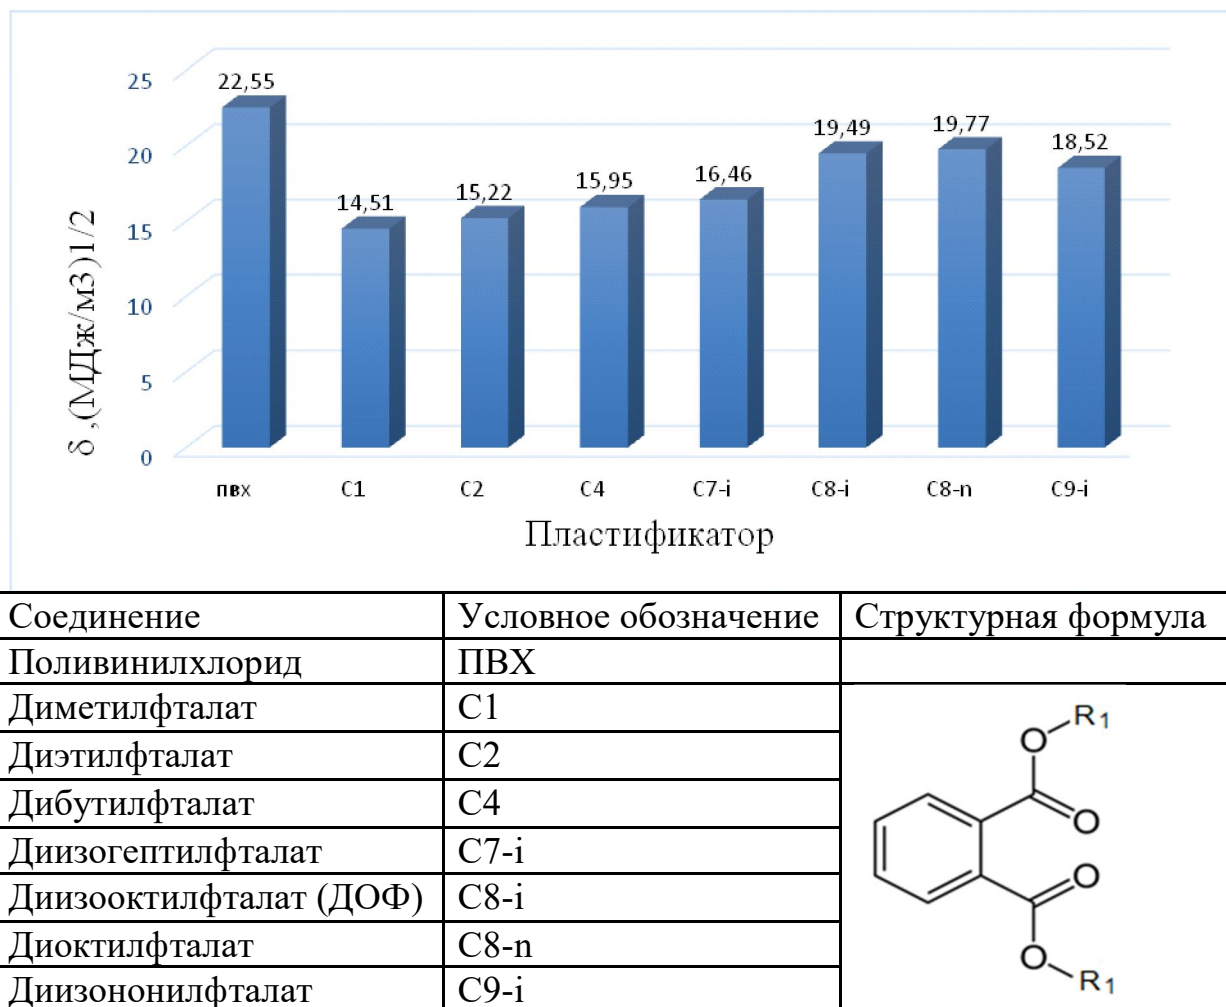 25
20
15
10
5
0
δ ,(МДж/м3)1/2
22,55
14,51
15,22
15,95
16,46
19,49
19,77
18,52
пвх C1 C2 C4 C7-i C8-i C8-n C9-i
Пластификатор
Соединение Условное обозначение Структурная формула
Поливинилхлорид ПВХ
Диметилфталат C1
Диэтилфталат C2
Дибутилфталат C4
Диизогептилфталат C7-i
Диизооктилфталат (ДОФ) C8-i
Диоктилфталат C8-n
Диизононилфталат C9-i
R1
O
O
O
O
R1